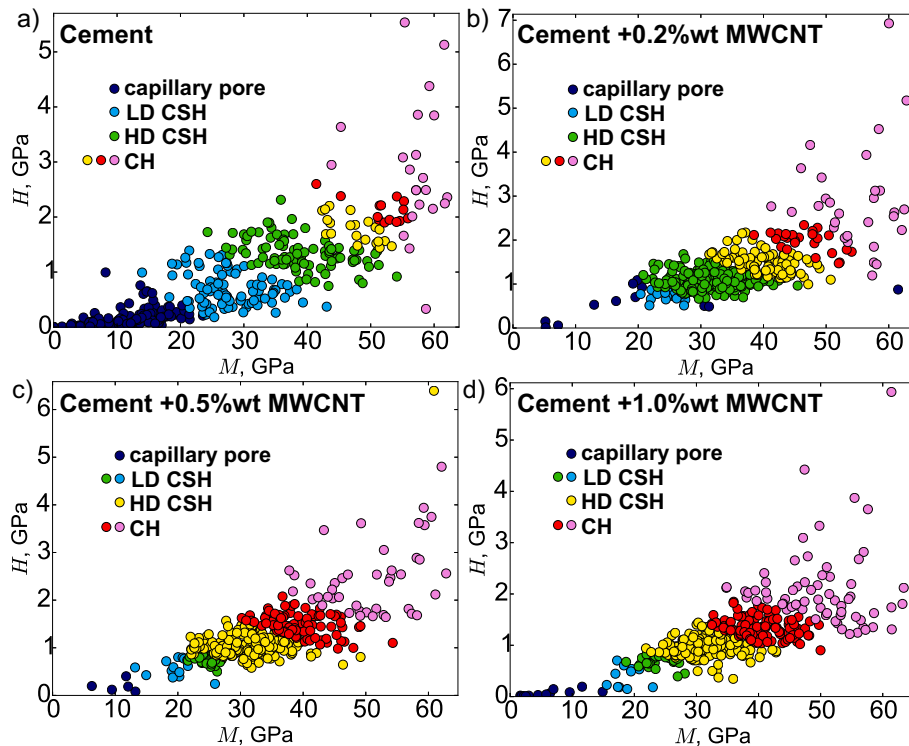 a)
Cement
capillary pore
LD CSH
HD CSH
CH
H, GPa
0
1
2
3
4
5
0 10 20 30 40 50 60
M, GPa
b)
Cement +0.2%wt MWCNT
capillary pore
LD CSH
HD CSH
CH
H, GPa
0
1
2
3
4
5
6
7
0 10 20 30 40 50 60
M, GPa
c)
Cement +0.5%wt MWCNT
capillary pore
LD CSH
HD CSH
CH
H, GPa
0
1
2
3
4
5
6
0 10 20 30 40 50 60
M, GPa
d)
Cement +1.0%wt MWCNT
capillary pore
LD CSH
HD CSH
CH
H, GPa
0
1
2
3
4
5
6
0 10 20 30 40 50 60
M, GPa